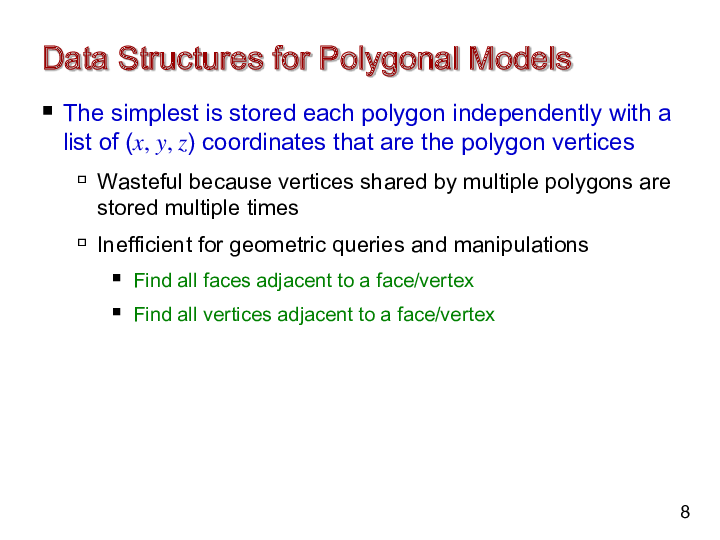 Data Structures for Polygonal Models
The simplest is stored each polygon independently with a
list of (x, y, z) coordinates that are the polygon vertices
Wasteful because vertices shared by multiple polygons are
stored multiple times
Inefficient for geometric queries and manipulations
Find all faces adjacent to a face/vertex
Find all vertices adjacent to a face/vertex
8